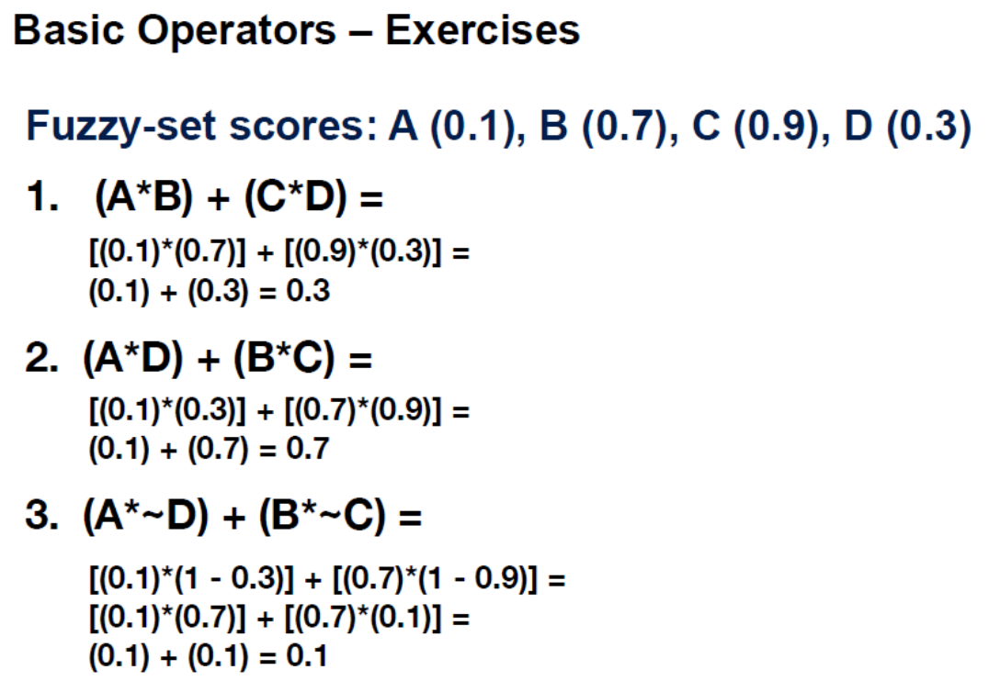 Basic Operators – Exercises
Fuzzy-set scores: A (0.1), B (0.7), C (0.9), D (0.3)
1. (A*B) + (C*D) =
[(0.1)*(0.7)] + [(0.9)*(0.3)] =
(0.1) + (0.3) = 0.3
2. (A*D) + (B*C) =
[(0.1)*(0.3)] + [(0.7)*(0.9)] =
(0.1) + (0.7) = 0.7
3. (A*~D) + (B*~C) =
[(0.1)*(1 - 0.3)] + [(0.7)*(1 - 0.9)] =
[(0.1)*(0.7)] + [(0.7)*(0.1)] =
(0.1) + (0.1) = 0.1